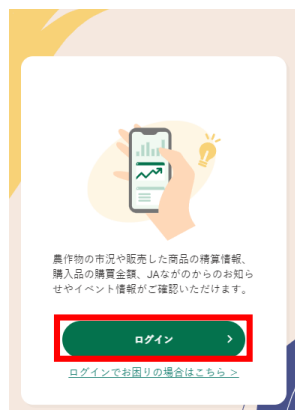 農作物の市況や販売した商品の精算情報、
購入品の購買金額、JAながのからのお知ら
せやイベント情報がご確認いただけます。
ログイン >
ログインでお困りの場合はこちら >